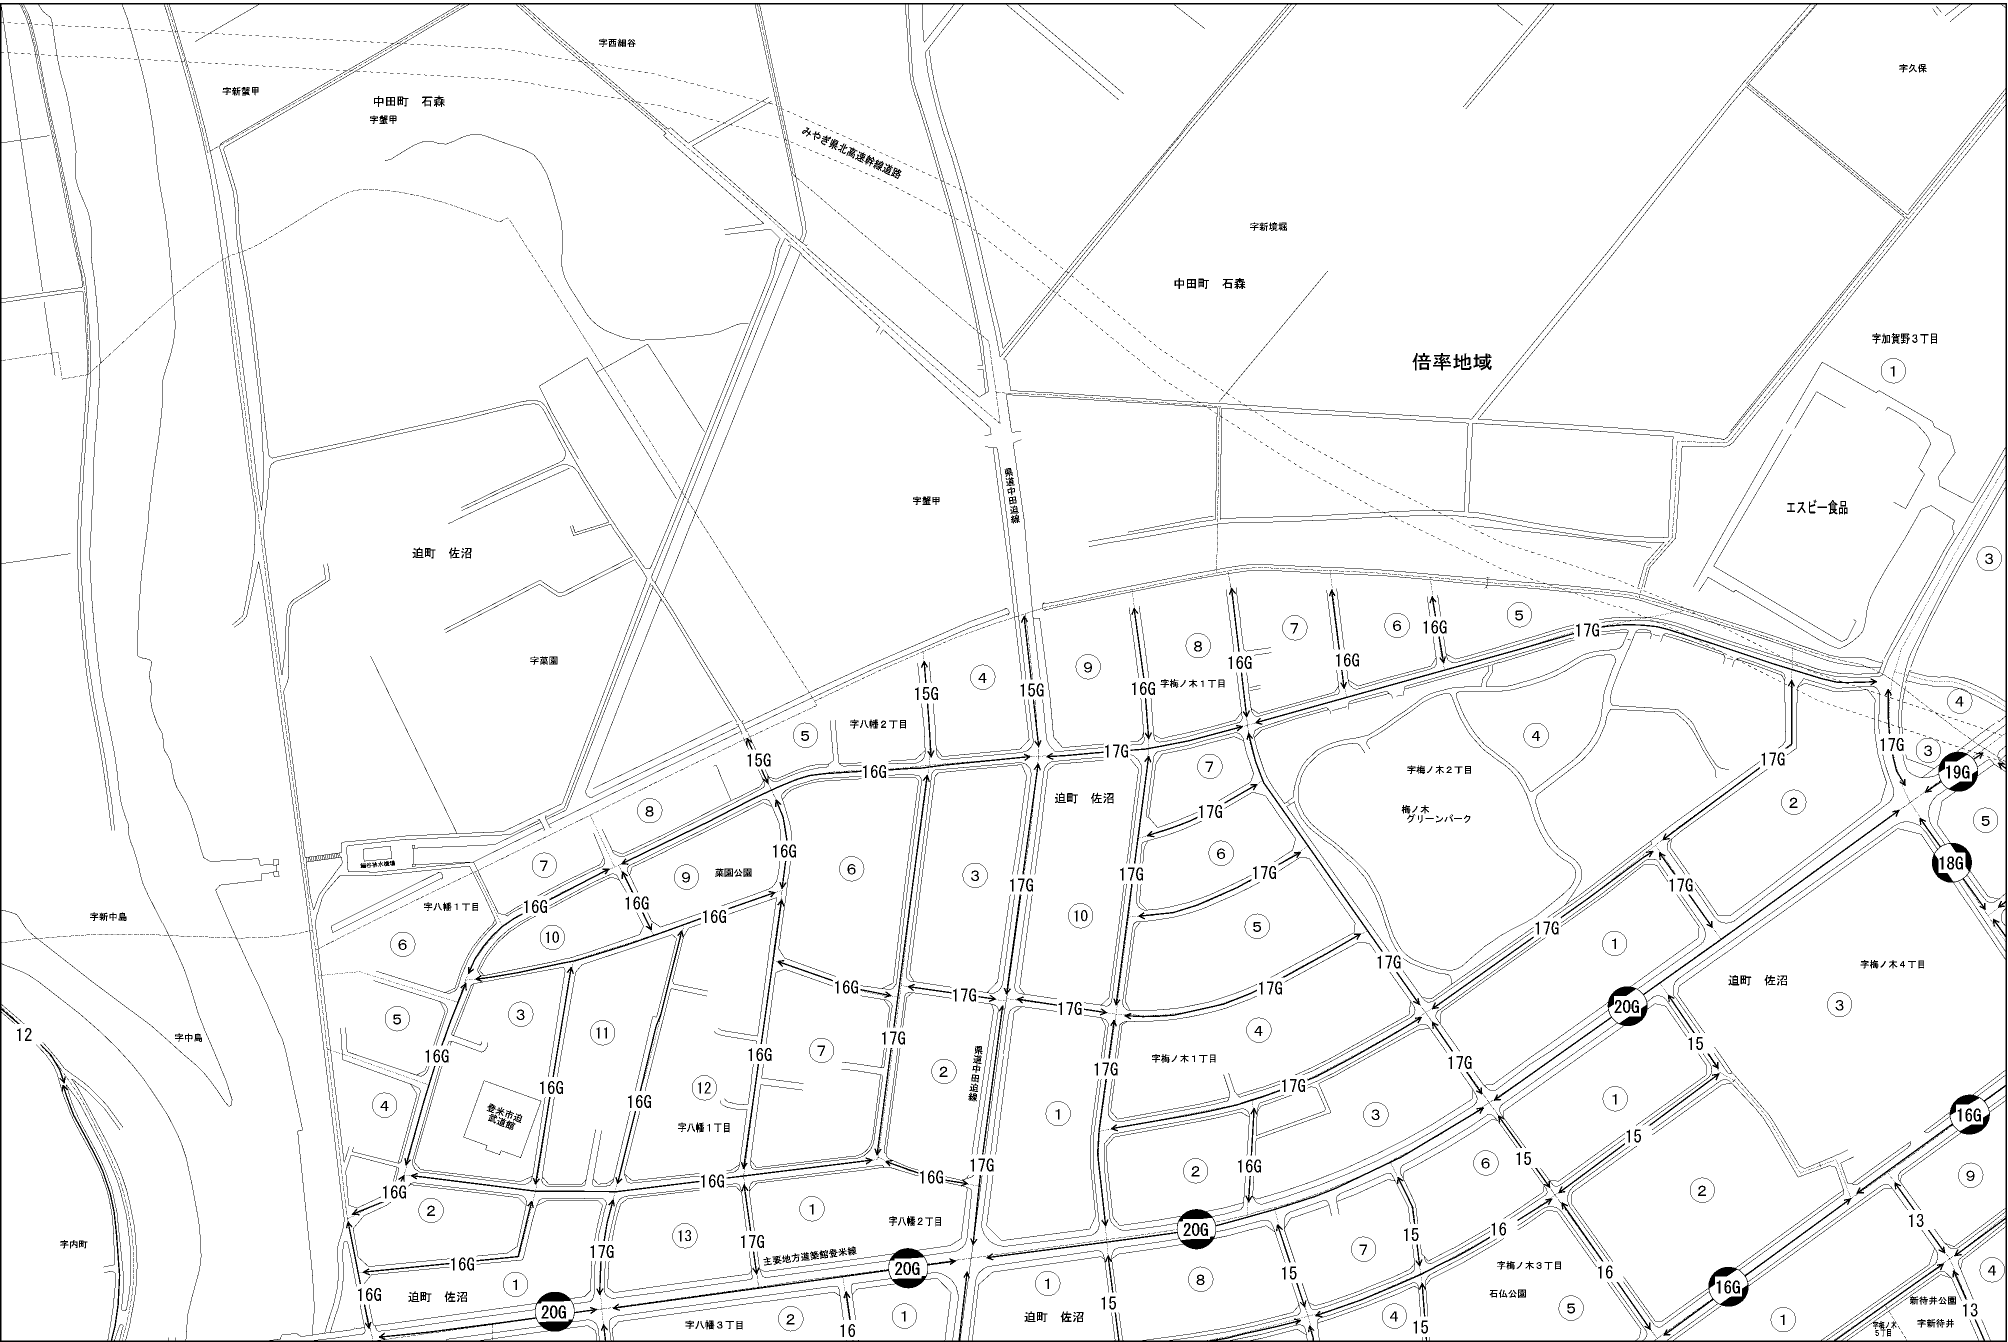 字西細谷
字久保
字新蟹甲
中田町 石森
字蟹甲
みやぎ県北高速幹線道路
字新境堀
中田町 石森
字加賀野3丁目
倍率地域
①
県道中田迫線
字蟹甲
エスビー食品
迫町 佐沼
③
⑤
⑥
⑦
⑧
16G
17G
字菜園
⑨
④
16G
16G
16G
15G
15G
字梅ノ木1丁目
④
字八幡2丁目
⑤
④
17G
17G
③
15G
16G
17G
⑦
字梅ノ木2丁目
17G
19G
迫町 佐沼
②
⑧
17G
梅ノ木
グリーンパーク
⑤
16G
⑥
18G
⑦
⑨
菜園公園
⑥
③
17G
17G
17G
17G
16G
16G
16G
字八幡1丁目
字新中島
⑩
⑤
17G
①
⑥
⑩
17G
字梅ノ木4丁目
迫町 佐沼
16G
17G
17G
17G
20G
③
⑤
③
⑪
④
12
字中島
17G
15
16G
⑦
県道中田迫線
字梅ノ木1丁目
17G
16G
②
17G
17G
16G
16G
⑫
①
③
①
16G
④
登米市迫
武道館
字八幡1丁目
15
②
16G
15
⑥
16G
16G
17G
②
⑨
16G
②
①
字八幡2丁目
20G
16
13
字内町
⑬
17G
17G
主要地方道築館登米線
15
⑦
16G
20G
①
①
⑧
15
字梅ノ木3丁目
16
④
16G
迫町 佐沼
20G
迫町 佐沼
15
石仏公園
⑤
16G
新待井公園
13
字八幡3丁目
②
16
①
④
15
①
字梅ノ木
5丁目
字新待井